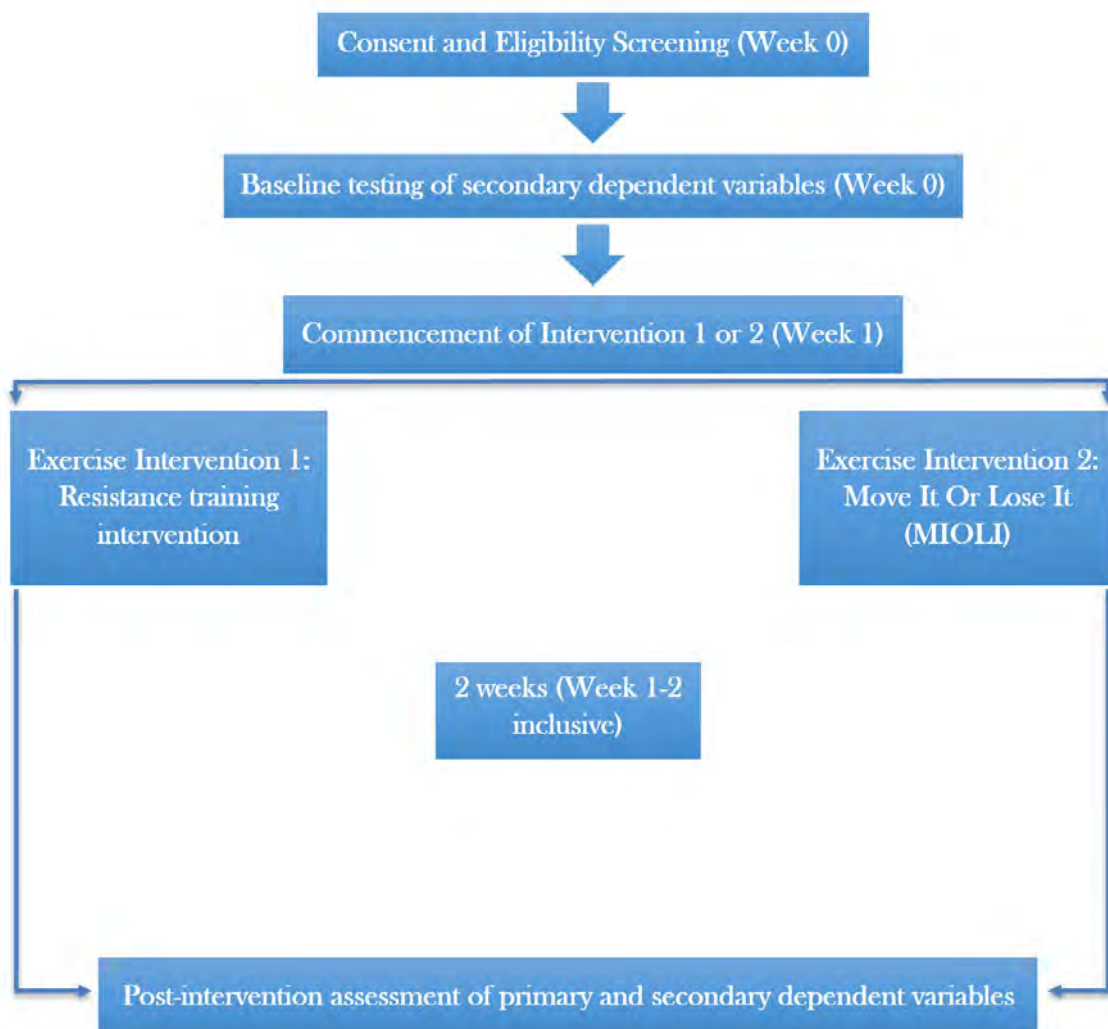 Consent and Eligibility Screening (Week 0)
Baseline testing of secondary dependent variables (Week 0)
Commencement of Intervention 1 or 2 (Week 1)
Exercise Intervention 1:
Resistance training
intervention
Exercise Intervention 2:
Move It Or Lose It
(MIOLI)
2 weeks (Week 1-2
inclusive)
Post-intervention assessment of primary and secondary dependent variables